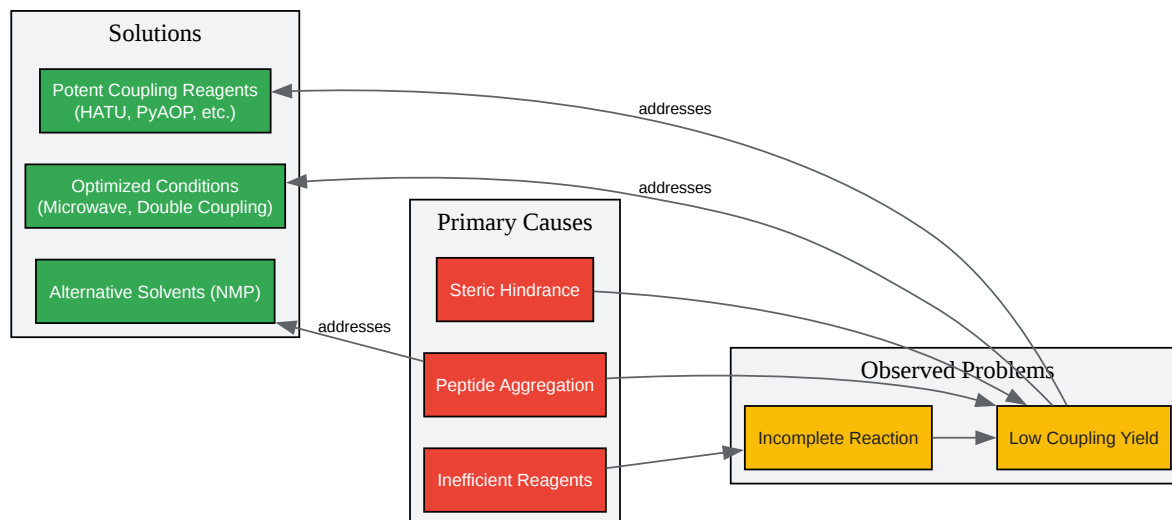 Solutions
Potent Coupling Reagents
(HATU, PyAOP, etc.)
Optimized Conditions
(Microwave, Double Coupling)
Alternative Solvents (NMP)
addresses
addresses
addresses
Primary Causes
Steric Hindrance
Peptide Aggregation
Inefficient Reagents
Observed Problems
Incomplete Reaction
Low Coupling Yield